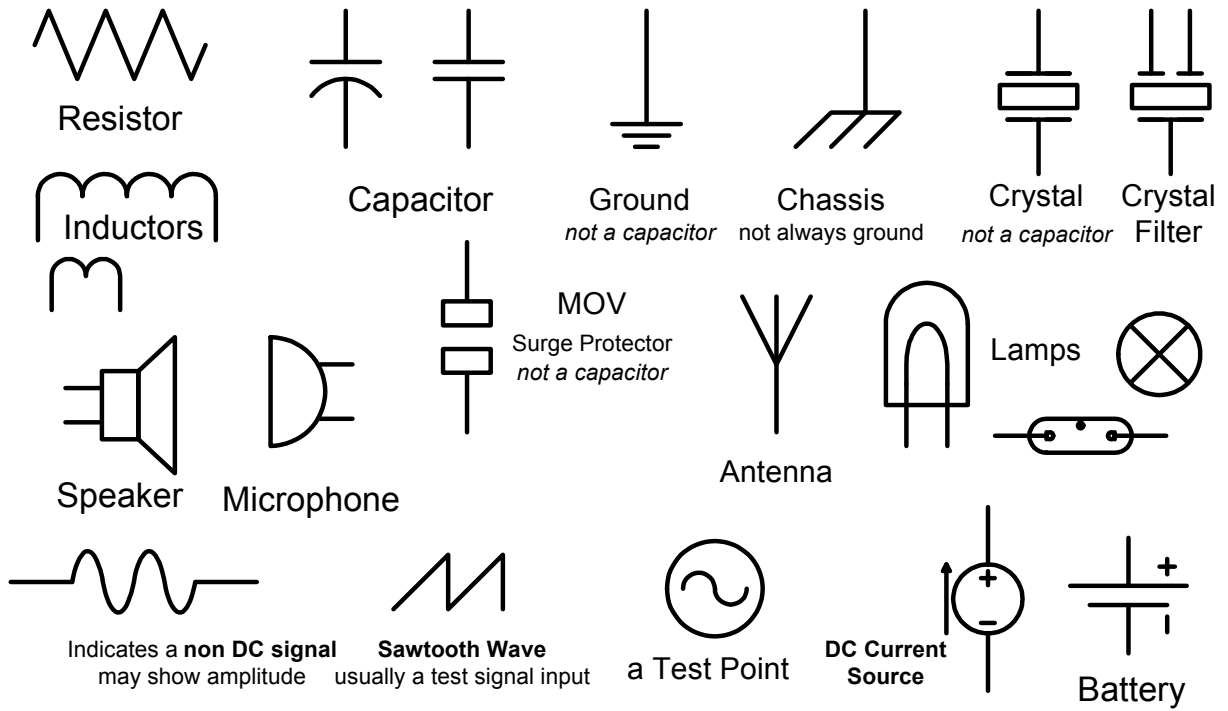 Resistor
Capacitor
Ground
not a capacitor
Chassis
not always ground
Crystal
not a capacitor
Crystal
Filter
Inductors
MOV
Surge Protector
not a capacitor
Lamps
Antenna
Speaker
Microphone
Indicates a non DC signal
may show amplitude
Sawtooth Wave
usually a test signal input
a Test Point
DC Current
Source
+
−
+
−
Battery